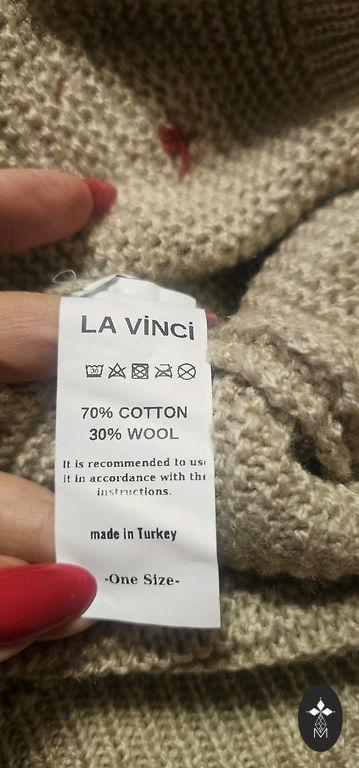 LA VİNCİ
70% COTTON
30% WOOL
It is recommended to use
it in accordance with the
instructions.
made in Turkey
-One Size-
M